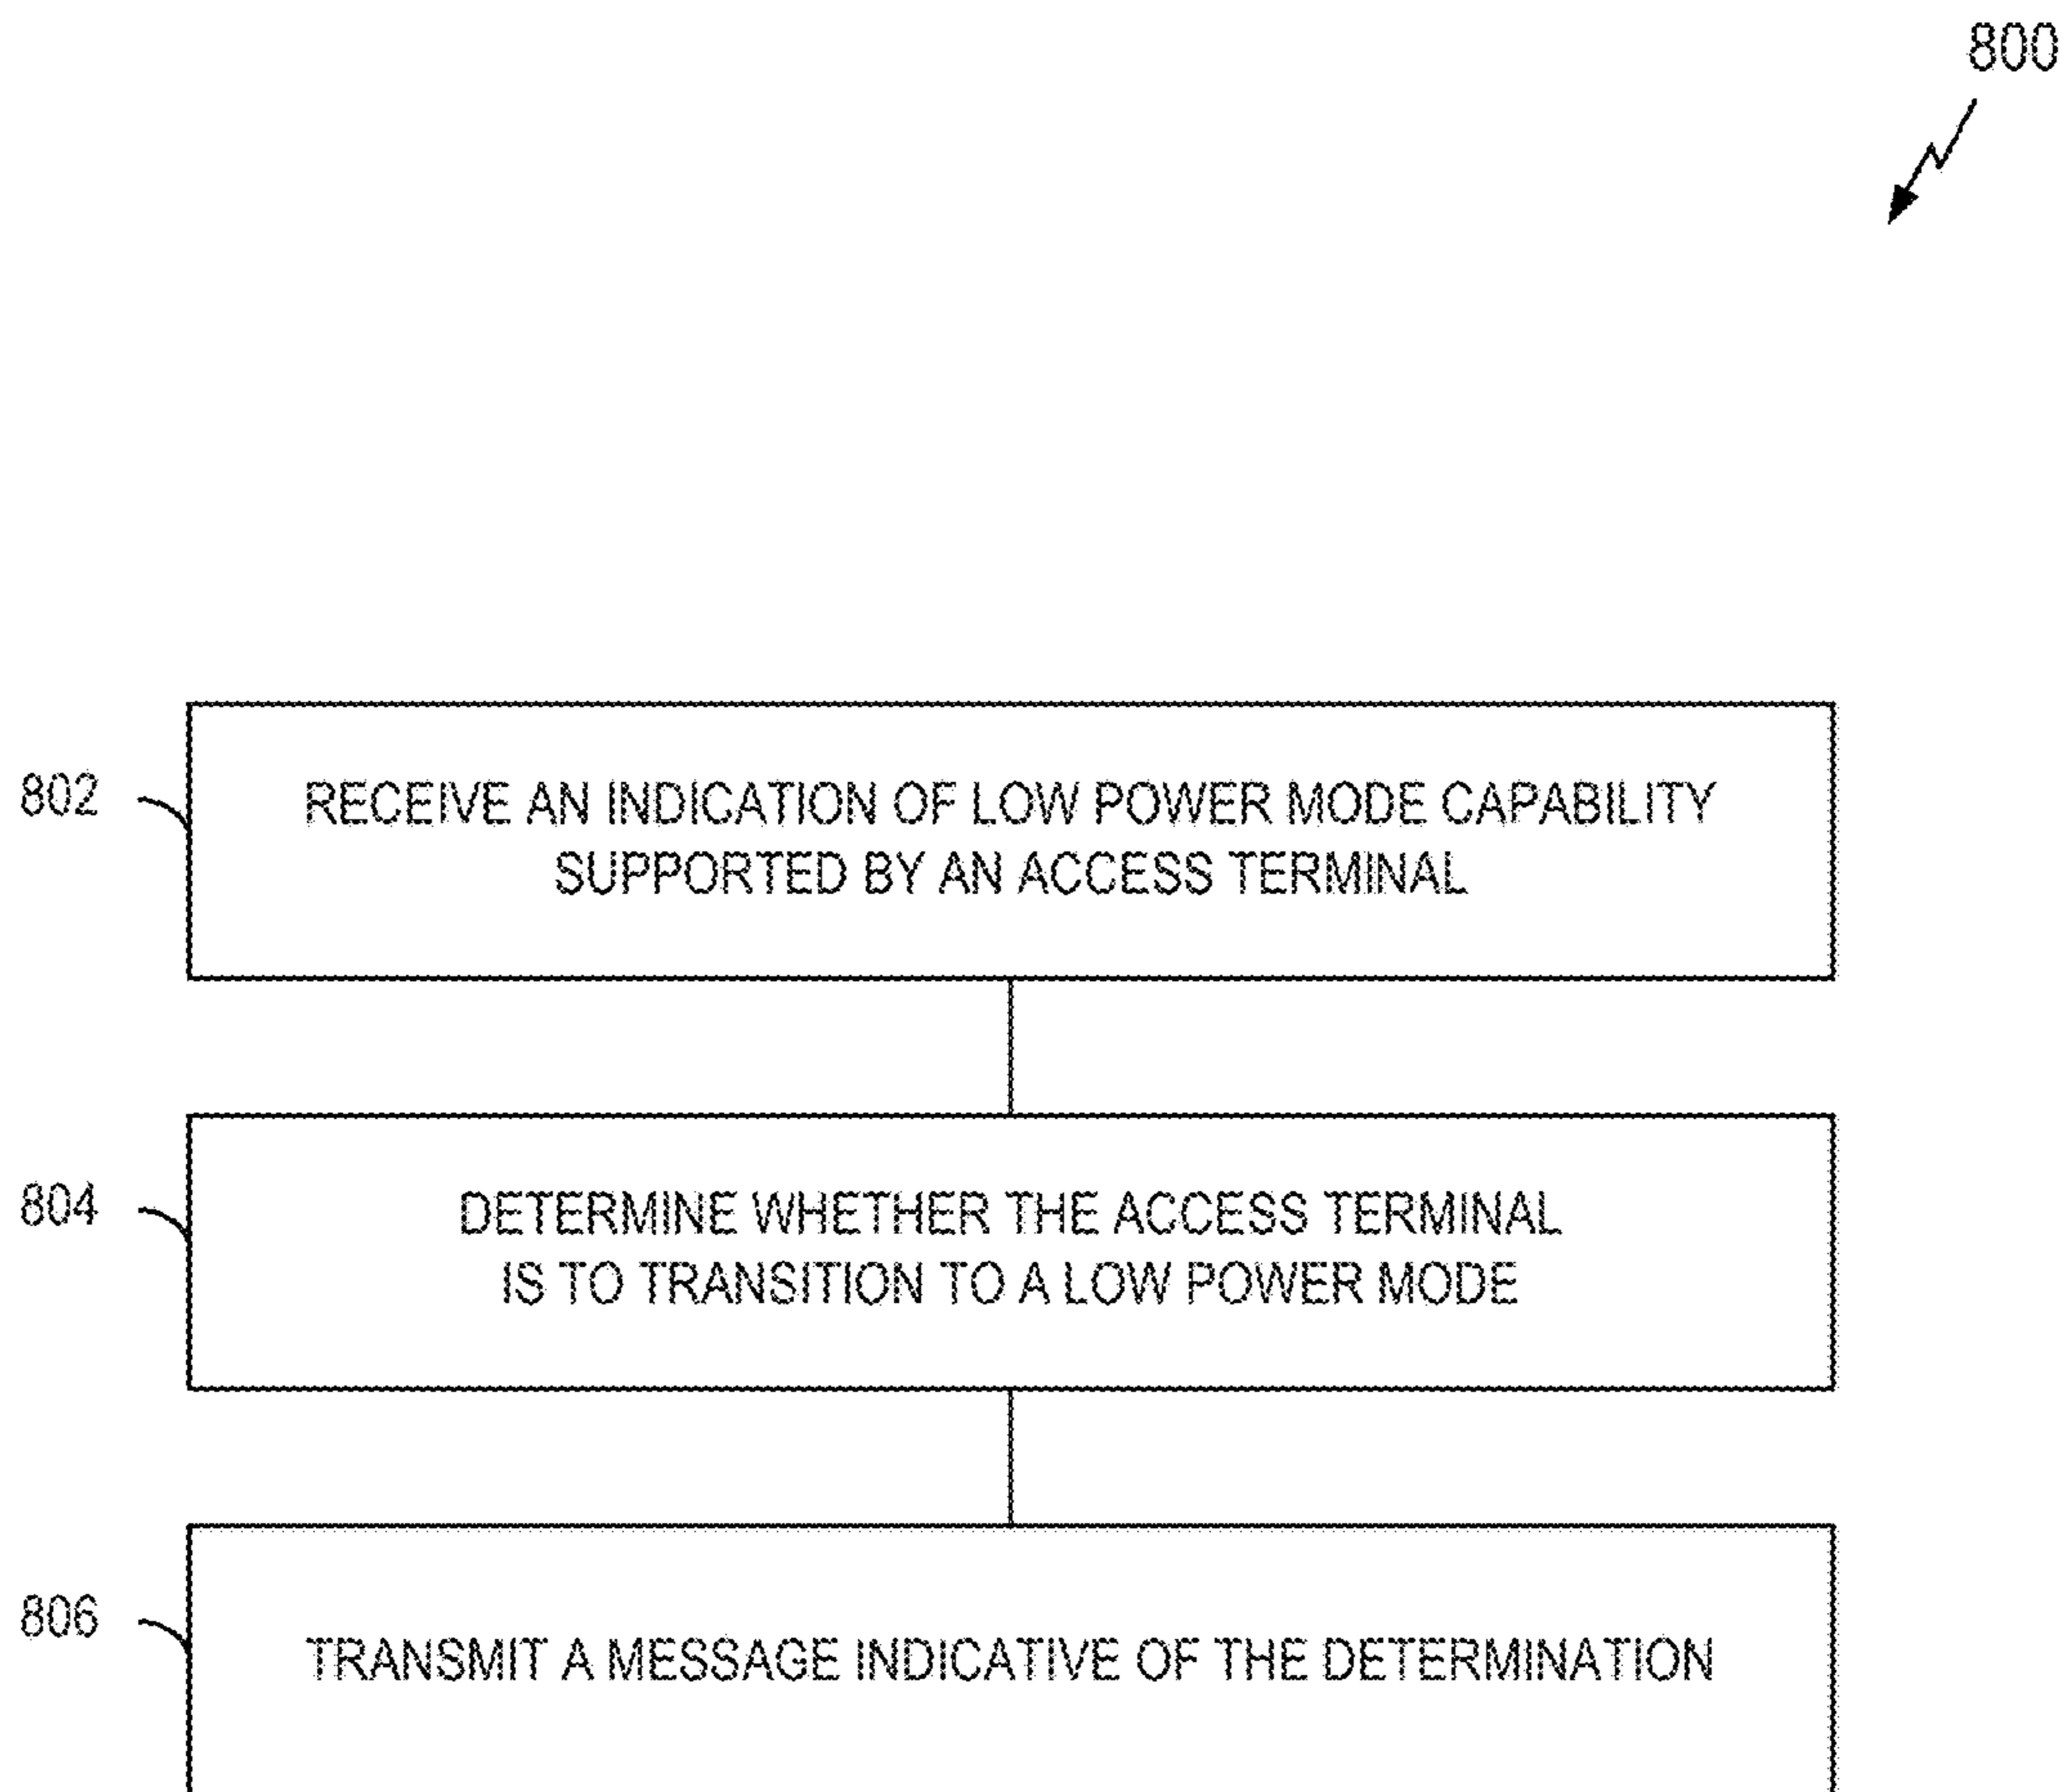 800
802
RECEIVE AN INDICATION OF LOW POWER MODE CAPABILITY
SUPPORTED BY AN ACCESS TERMINAL
804
DETERMINE WHETHER THE ACCESS TERMINAL
IS TO TRANSITION TO A LOW POWER MODE
806
TRANSMIT A MESSAGE INDICATIVE OF THE DETERMINATION